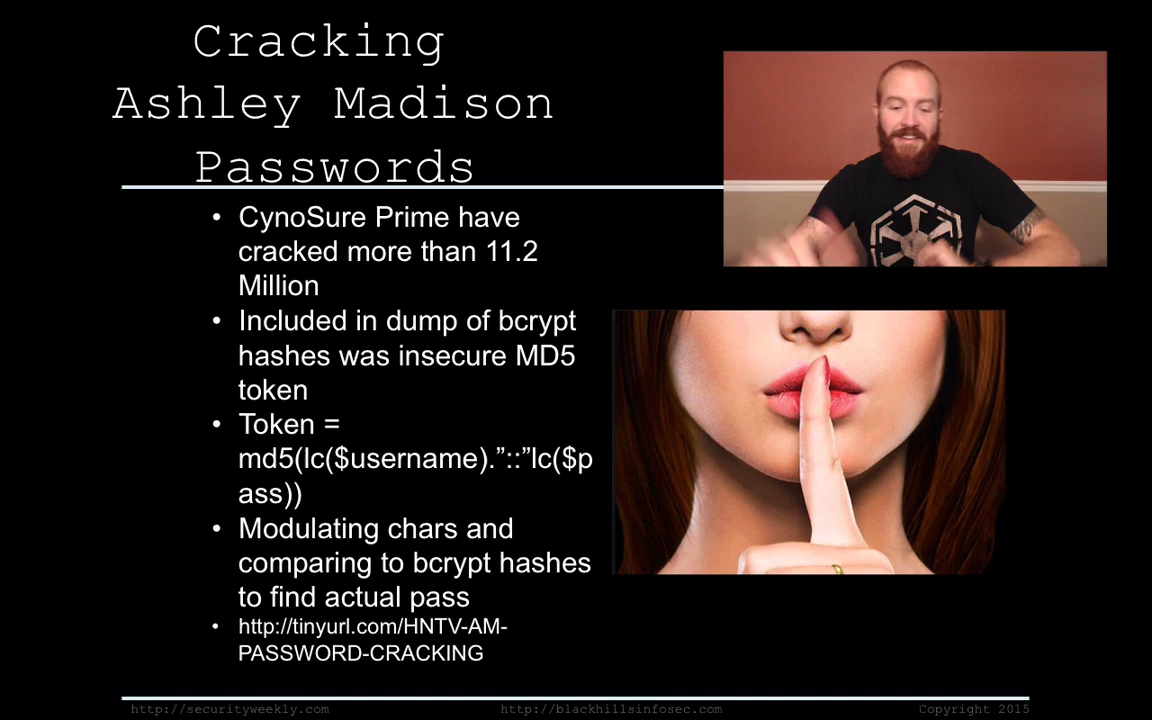 Cracking
Ashley Madison
Passwords
• CynoSure Prime have
cracked more than 11.2
Million
• Included in dump of bcrypt
hashes was insecure MD5
token
• Token =
md5(lc($username).”::”lc($p
ass))
• Modulating chars and
comparing to bcrypt hashes
to find actual pass
• http://tinyurl.com/HNTV-AM-
PASSWORD-CRACKING
http://securityweekly.com
http://blackhillsinfosec.com
Copyright 2015